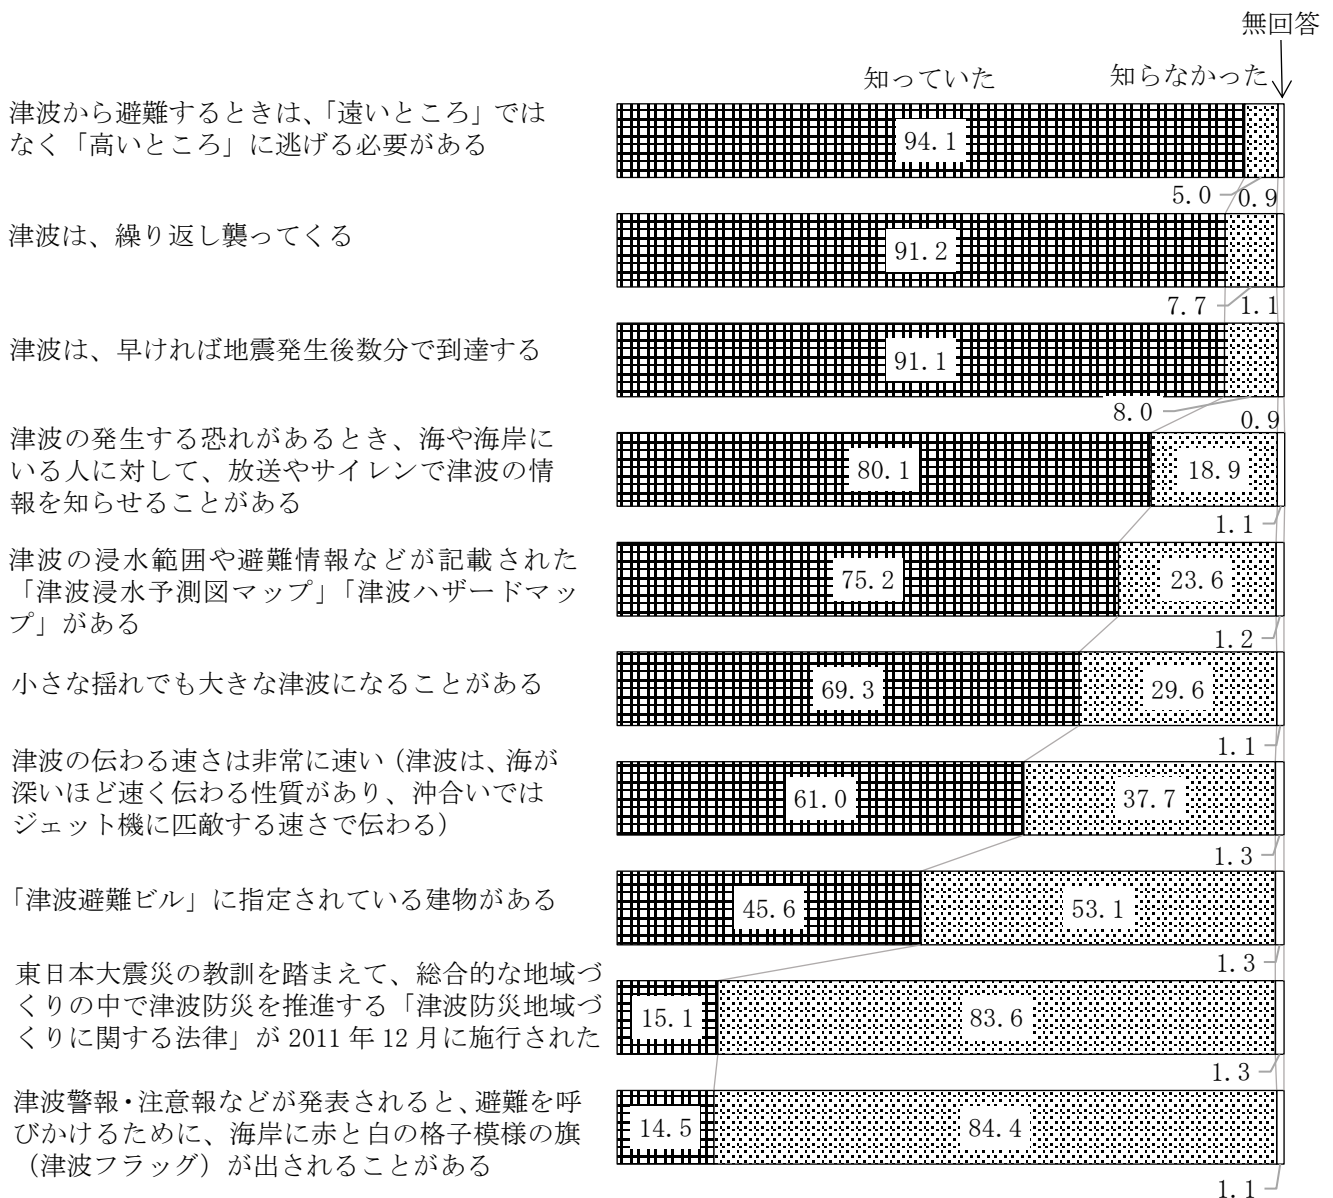 無回答
知っていた
知らなかった
津波から避難するときは、「遠いところ」では
なく「高いところ」に逃げる必要がある
94.1
5.0
0.9
津波は、繰り返し襲ってくる
91.2
7.7
1.1
津波は、早ければ地震発生後数分で到達する
91.1
8.0
0.9
津波の発生する恐れがあるとき、海や海岸に
いる人に対して、放送やサイレンで津波の情
報を知らせることがある
80.1
18.9
1.1
津波の浸水範囲や避難情報などが記載された
「津波浸水予測図マップ」「津波ハザードマッ
プ」がある
75.2
23.6
1.2
小さな揺れでも大きな津波になることがある
69.3
29.6
1.1
津波の伝わる速さは非常に速い（津波は、海が
深いほど速く伝わる性質があり、沖合いでは
ジェット機に匹敵する速さで伝わる）
61.0
37.7
1.3
「津波避難ビル」に指定されている建物がある
45.6
53.1
1.3
東日本大震災の教訓を踏まえて、総合的な地域づ
くりの中で津波防災を推進する「津波防災地域づ
くりに関する法律」が 2011 年 12 月に施行された
15.1
83.6
1.3
津波警報・注意報などが発表されると、避難を呼
びかけるために、海岸に赤と白の格子模様の旗
（津波フラッグ）が出されることがある
14.5
84.4
1.1